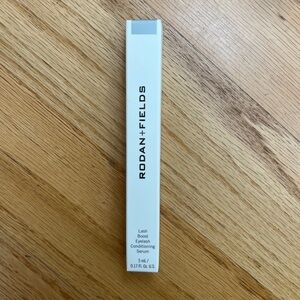 RODAN+FIELDS
Lash
Boost
Eyelash
Conditioning
Serum
5 mL /
0.17 Fl. Oz. U.S.